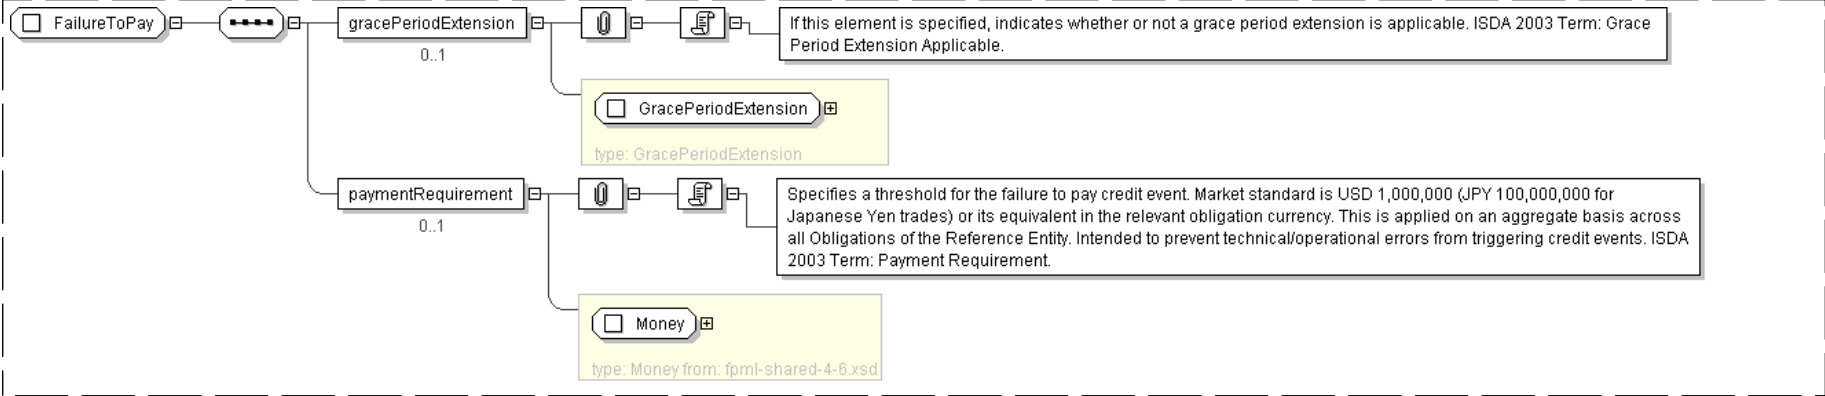 FailureToPay
gracePeriodExtension
0..1
If this element is specified, indicates whether or not a grace period extension is applicable. ISDA 2003 Term: Grace
Period Extension Applicable.
GracePeriodExtension
type: GracePeriodExtension
paymentRequirement
0..1
Specifies a threshold for the failure to pay credit event. Market standard is USD 1,000,000 (JPY 100,000,000 for
Japanese Yen trades) or its equivalent in the relevant obligation currency. This is applied on an aggregate basis across
all Obligations of the Reference Entity. Intended to prevent technical/operational errors from triggering credit events. ISDA
2003 Term: Payment Requirement.
Money
type: Money from: fpml-shared-4-6.xsd